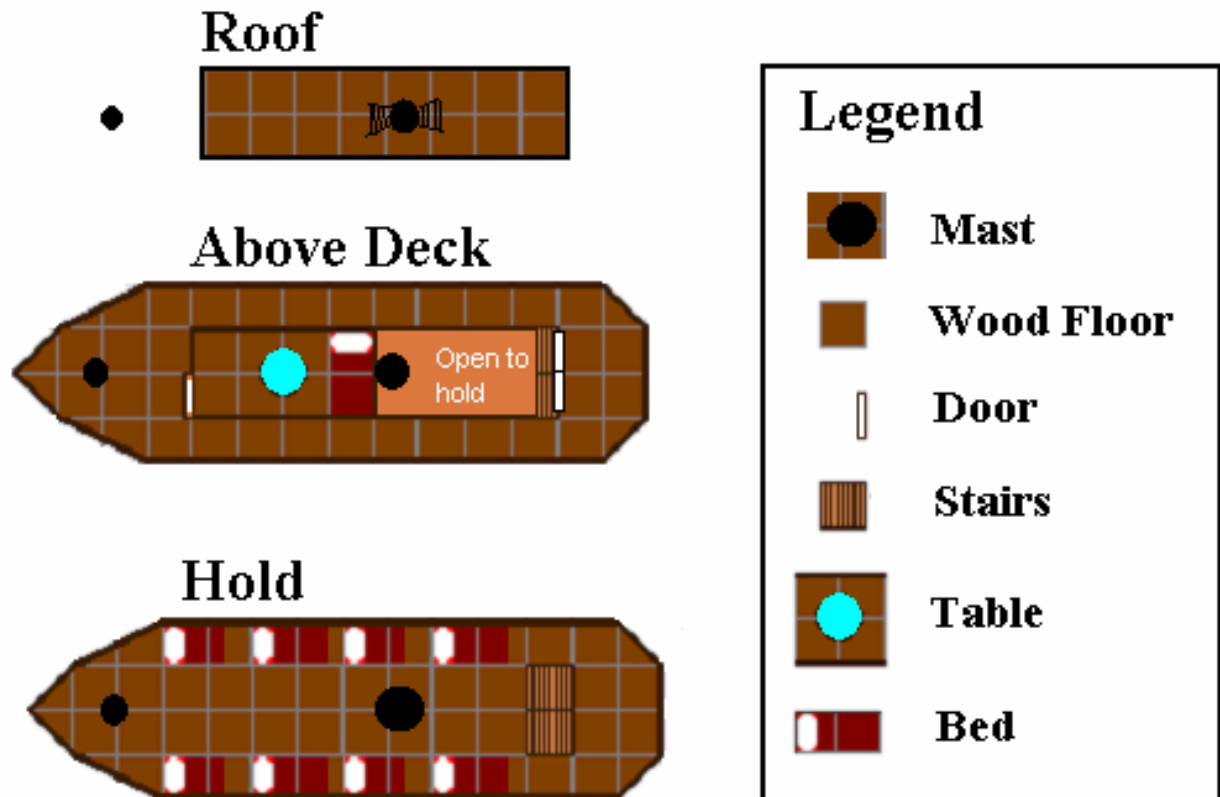 Roof
Above Deck
Open to
hold
Hold
Legend
Mast
Wood Floor
Door
Stairs
Table
Bed